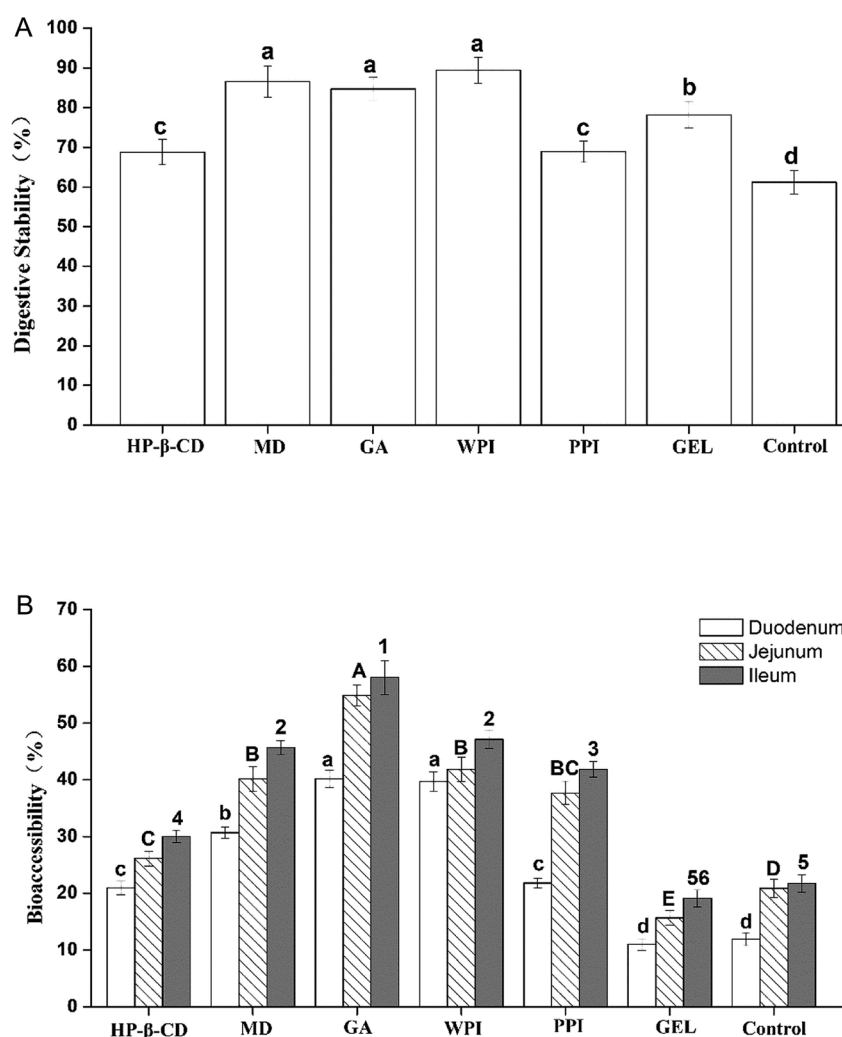 A
100
90
80
70
60
50
40
30
20
10
0
Digestive Stability (%)
c a a a c b d
HP-β-CD MD GA WPI PPI GEL Control
B
70
60
50
40
30
20
10
0
Bioaccessibility (%)
Duodenum
Jejunum
Ileum
c C 4 b B 2 a A 1 a B 2 c BC 3 d E 56 d D 5
HP-β-CD MD GA WPI PPI GEL Control